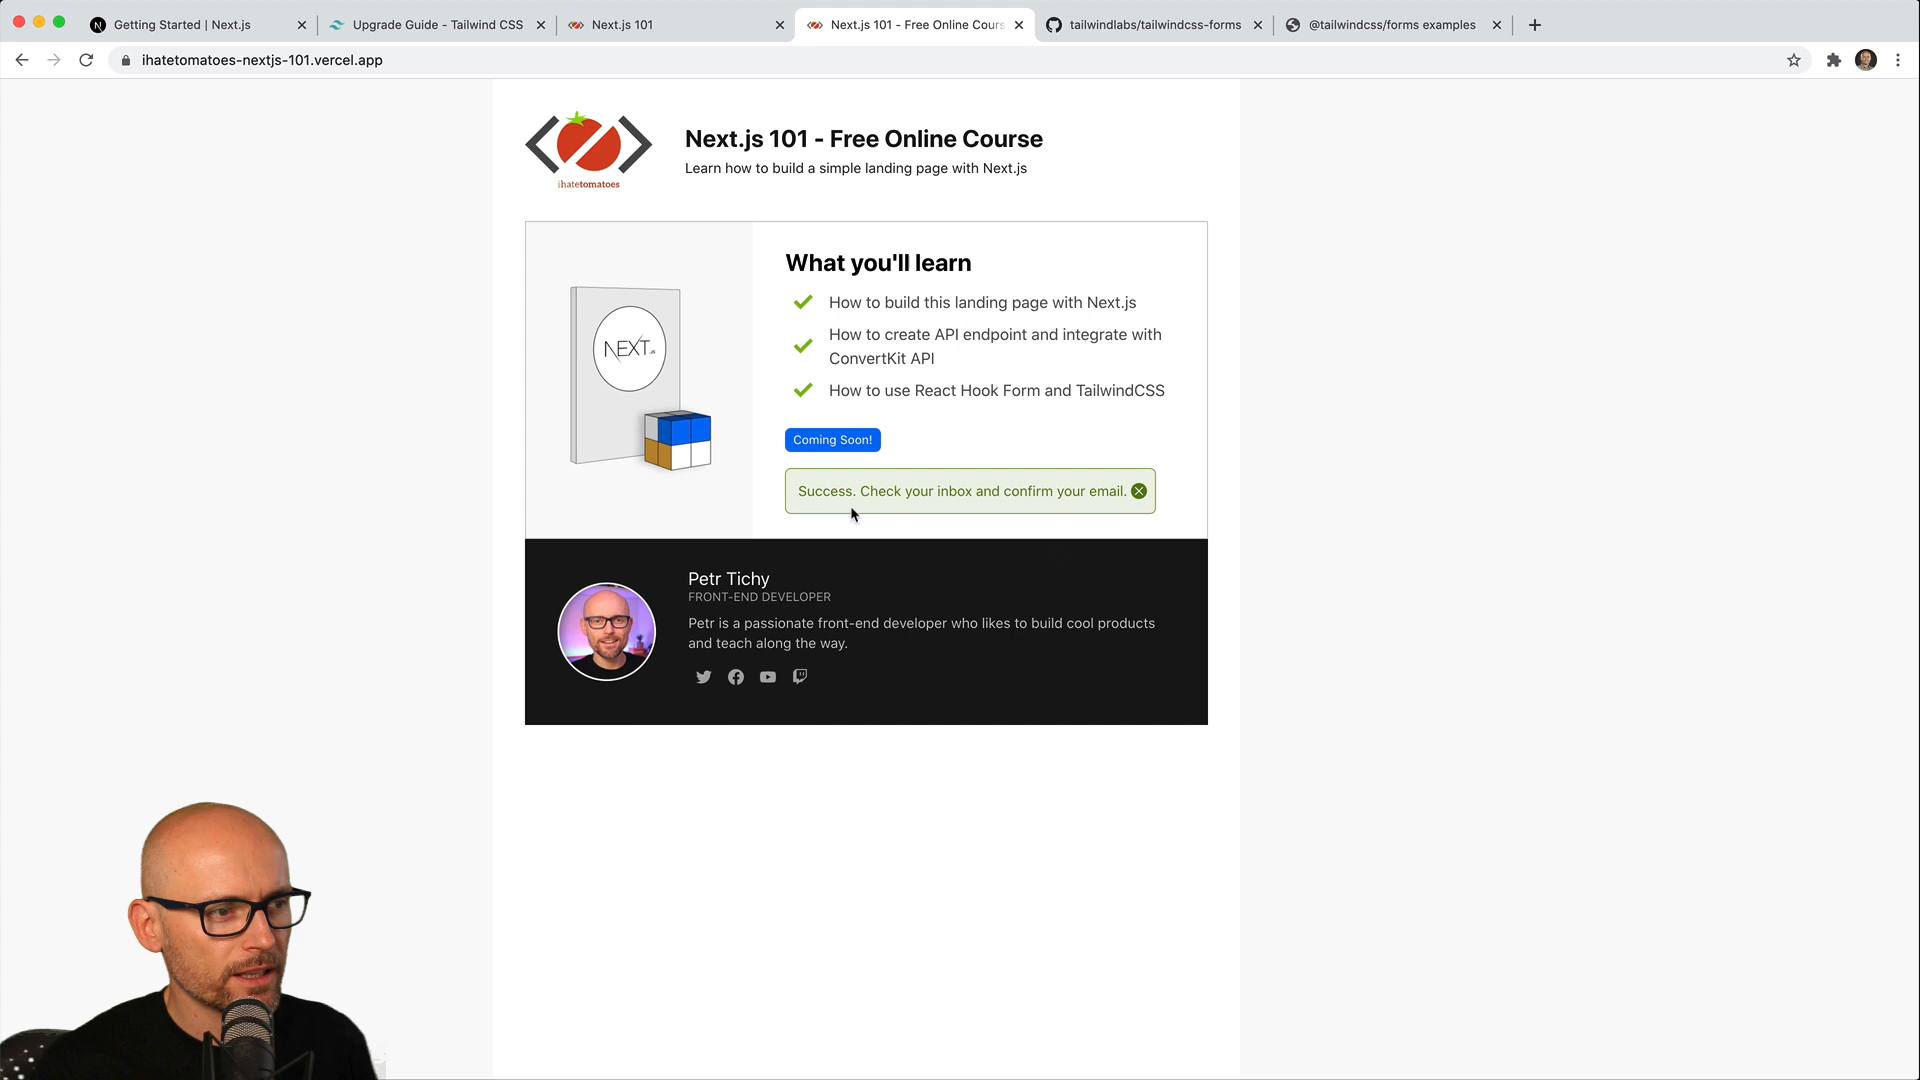 Getting Started | Next.js
Upgrade Guide - Tailwind CSS
Next.js 101
Next.js 101 - Free Online Cours
tailwindlabs/tailwindcss-forms
@tailwindcss/forms examples
ihatetomatoes-nextjs-101.vercel.app
ihatetomatoes
Next.js 101 - Free Online Course
Learn how to build a simple landing page with Next.js
NEXT.JS
What you'll learn
How to build this landing page with Next.js
How to create API endpoint and integrate with
ConvertKit API
How to use React Hook Form and TailwindCSS
Coming Soon!
Success. Check your inbox and confirm your email.
Petr Tichy
FRONT-END DEVELOPER
Petr is a passionate front-end developer who likes to build cool products
and teach along the way.